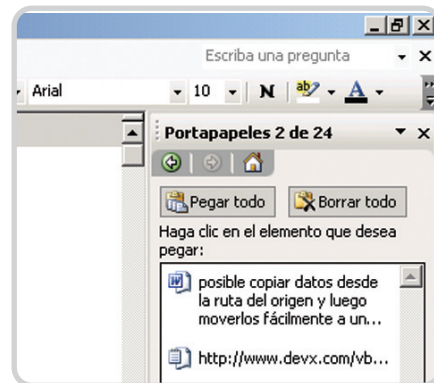 Escriba una pregunta
Arial 10 N ab A
Portapapeles 2 de 24
Pegar todo Borrar todo
Haga clic en el elemento que desea
pegar:
posible copiar datos desde
la ruta del origen y luego
moverlos fácilmente a un...
http://www.devx.com/vb...